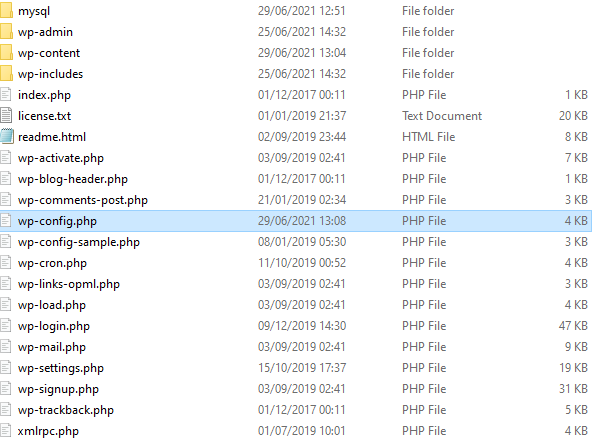 mysql 29/06/2021 12:51 File folder
wp-admin 25/06/2021 14:32 File folder
wp-content 29/06/2021 13:04 File folder
wp-includes 25/06/2021 14:32 File folder
index.php 01/12/2017 00:11 PHP File 1 KB
license.txt 01/01/2019 21:37 Text Document 20 KB
readme.html 02/09/2019 23:44 HTML File 8 KB
wp-activate.php 03/09/2019 02:41 PHP File 7 KB
wp-blog-header.php 01/12/2017 00:11 PHP File 1 KB
wp-comments-post.php 21/01/2019 02:34 PHP File 3 KB
wp-config.php 29/06/2021 13:08 PHP File 4 KB
wp-config-sample.php 08/01/2019 05:30 PHP File 3 KB
wp-cron.php 11/10/2019 00:52 PHP File 4 KB
wp-links-opml.php 03/09/2019 02:41 PHP File 3 KB
wp-load.php 03/09/2019 02:41 PHP File 4 KB
wp-login.php 09/12/2019 14:30 PHP File 47 KB
wp-mail.php 03/09/2019 02:41 PHP File 9 KB
wp-settings.php 15/10/2019 17:37 PHP File 19 KB
wp-signup.php 03/09/2019 02:41 PHP File 31 KB
wp-trackback.php 01/12/2017 00:11 PHP File 5 KB
xmlrpc.php 01/07/2019 10:01 PHP File 4 KB